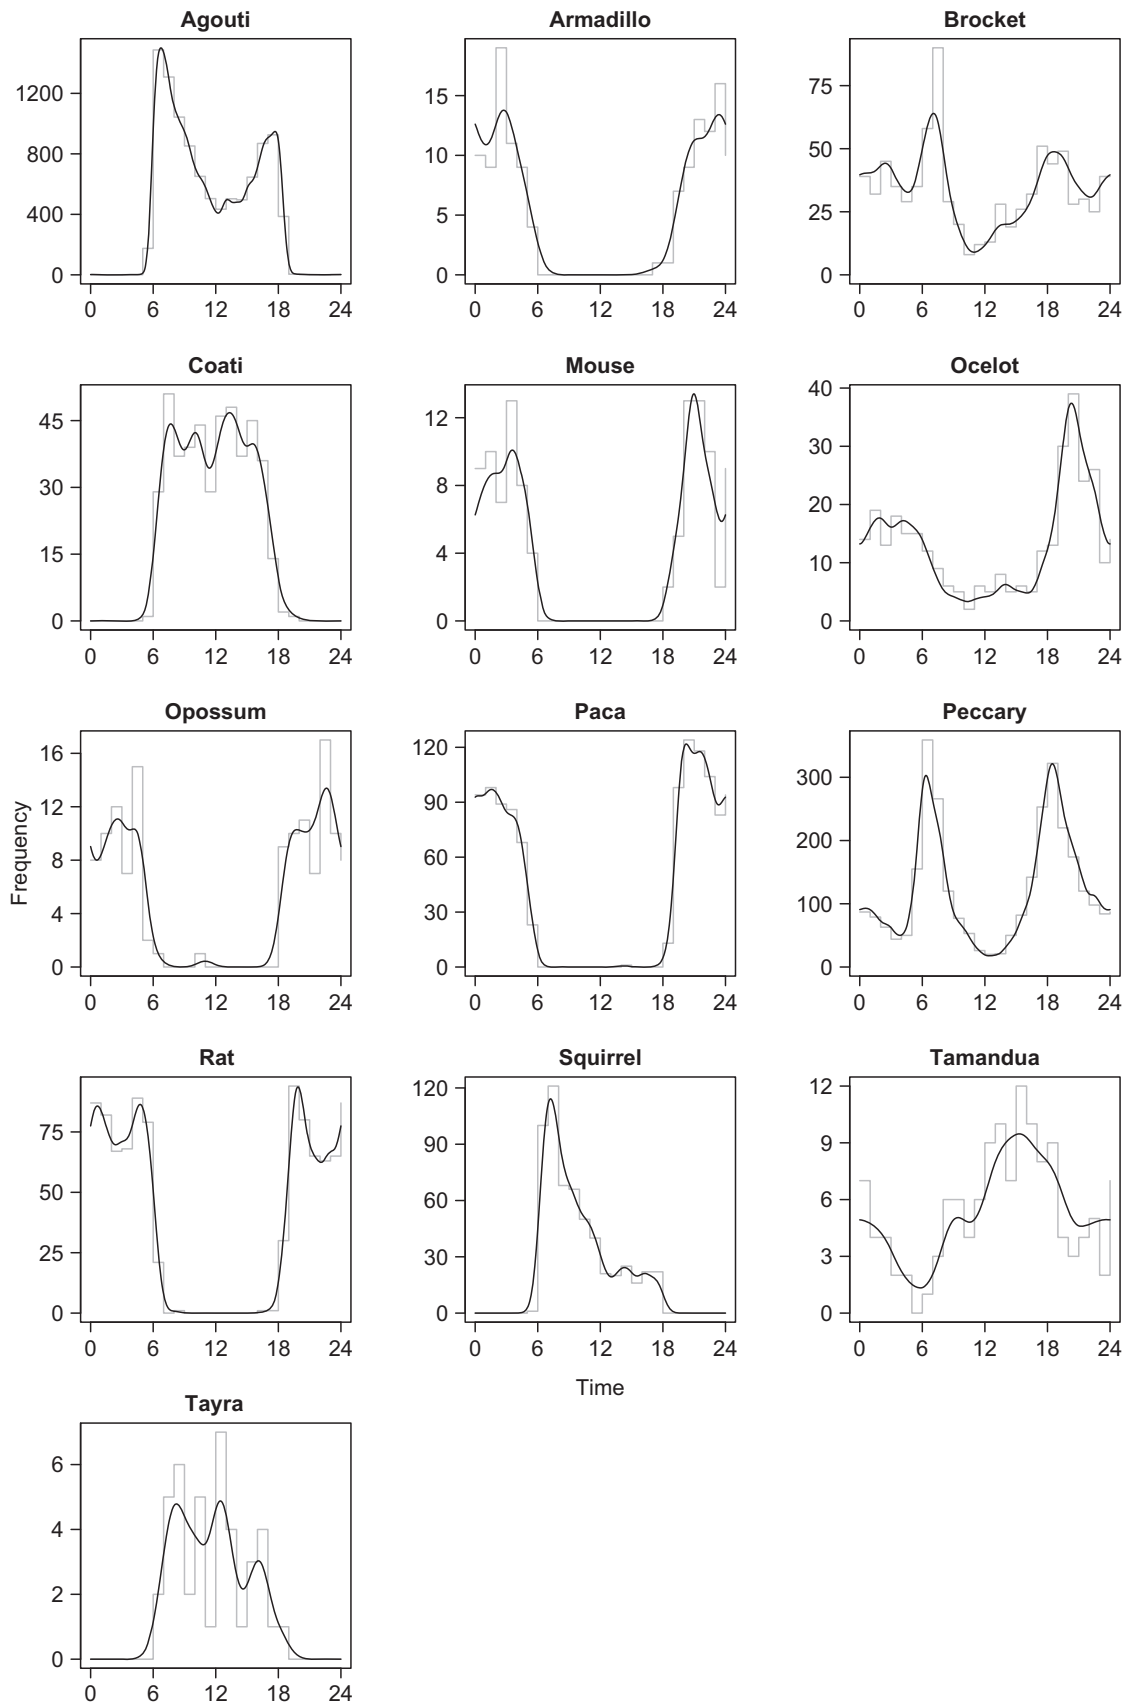 Agouti
Armadillo
Brocket
1200
800
400
0
0 6 12 18 24
15
10
5
0
0 6 12 18 24
75
50
25
0
0 6 12 18 24
Coati
Mouse
Ocelot
45
30
15
0
0 6 12 18 24
12
8
4
0
0 6 12 18 24
40
30
20
10
0
0 6 12 18 24
Opossum
Paca
Peccary
Frequency
16
12
8
4
0
0 6 12 18 24
120
90
60
30
0
0 6 12 18 24
300
200
100
0
0 6 12 18 24
Rat
Squirrel
Tamandua
75
50
25
0
0 6 12 18 24
120
90
60
30
0
0 6 12 18 24
12
9
6
3
0
0 6 12 18 24
Time
Tayra
6
4
2
0
0 6 12 18 24